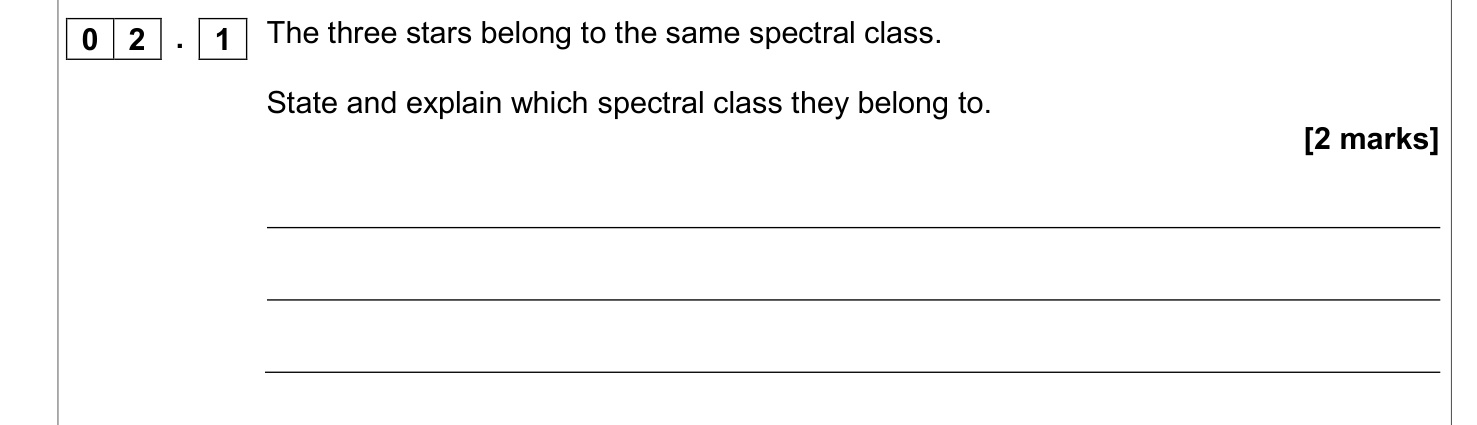 0 2 . 1 The three stars belong to the same spectral class.
State and explain which spectral class they belong to.
[2 marks]